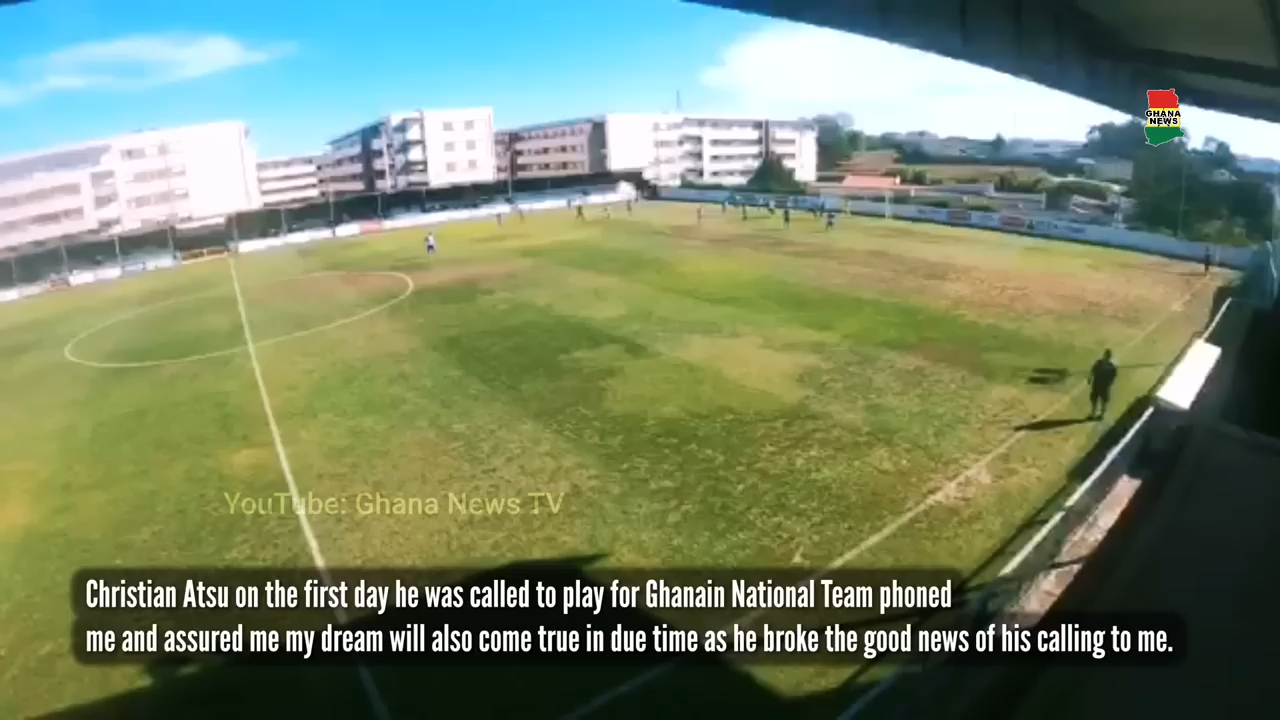 GHANA
NEWS
YouTube: Ghana News TV
Christian Atsu on the first day he was called to play for Ghanain National Team phoned
me and assured me my dream will also come true in due time as he broke the good news of his calling to me.